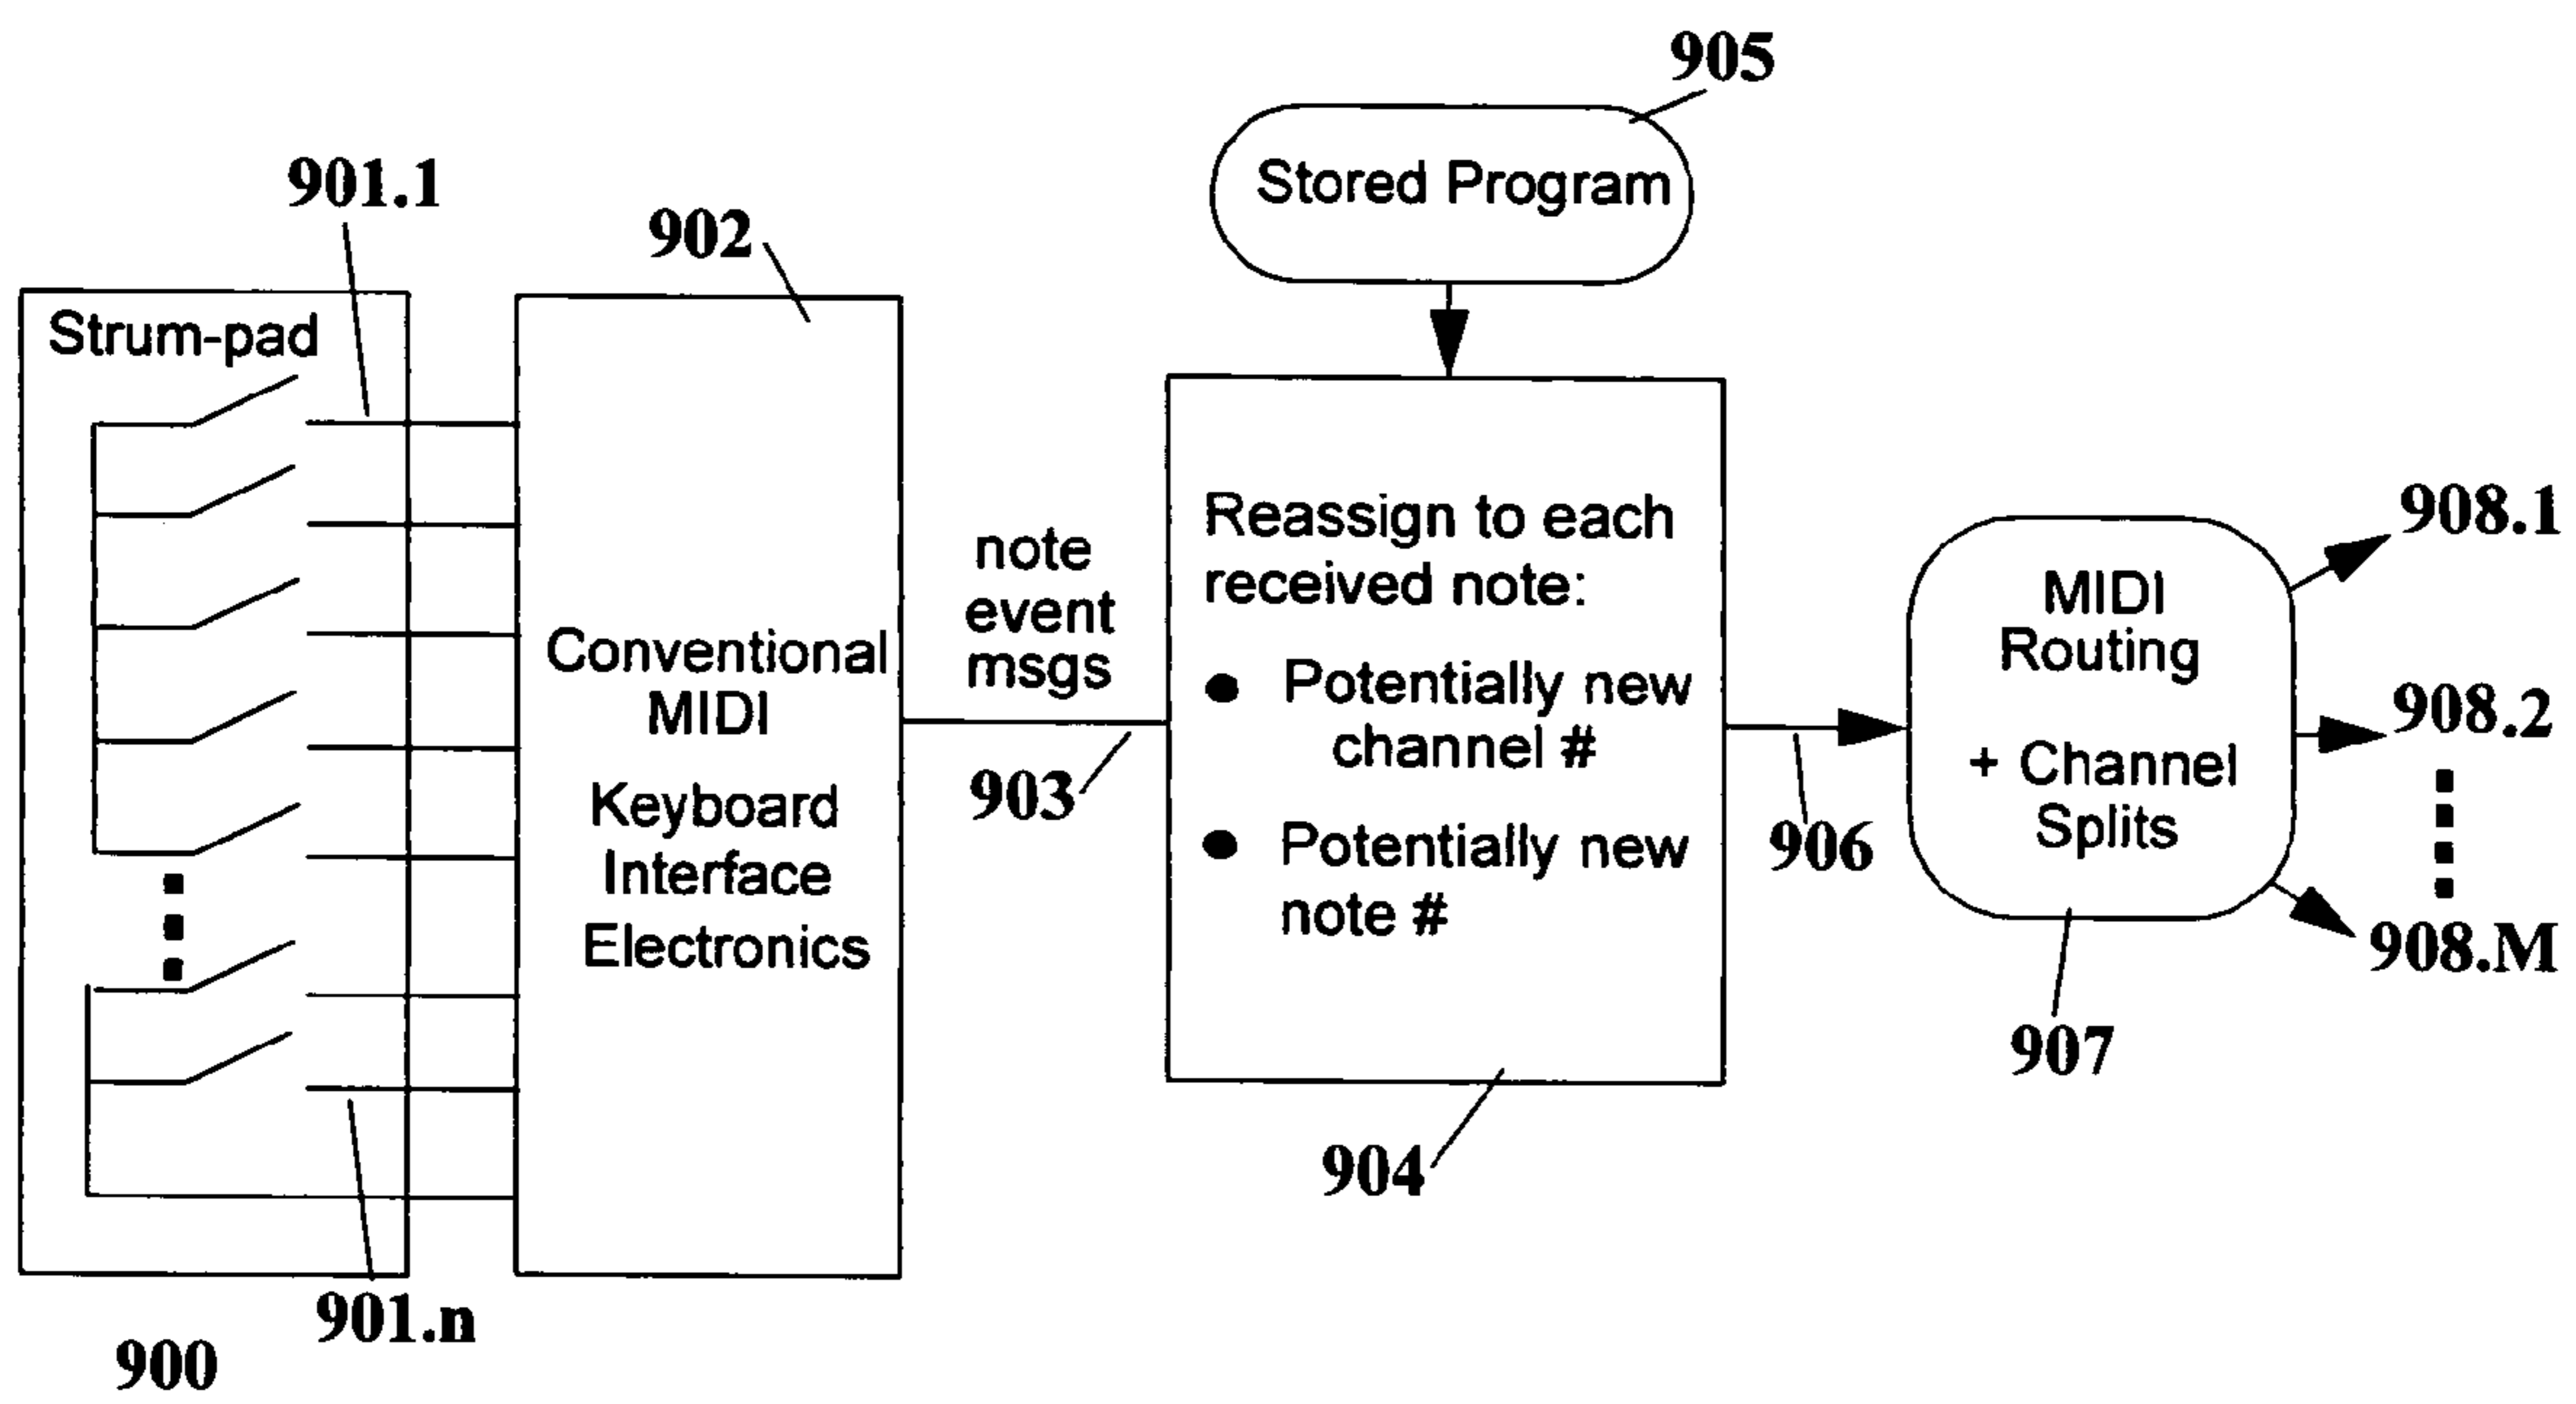 905
Stored Program
901.1
902
Strum-pad
Conventional
MIDI
Keyboard
Interface
Electronics
note
event
msgs
903
Reassign to each
received note:
● Potentially new
channel #
● Potentially new
note #
904
906
MIDI
Routing
+ Channel
Splits
907
908.1
908.2
908.M
901.n
900